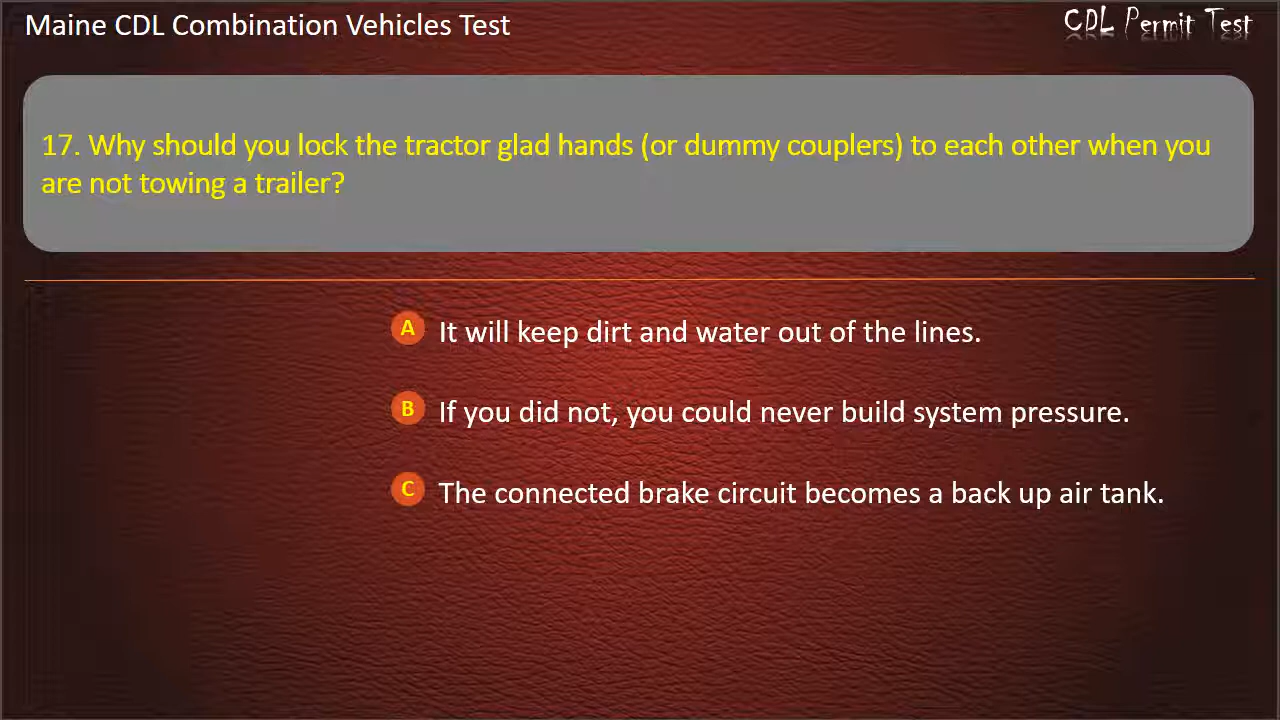 Maine CDL Combination Vehicles Test
CDL Permit Test
17. Why should you lock the tractor glad hands (or dummy couplers) to each other when you
are not towing a trailer?
A It will keep dirt and water out of the lines.
B If you did not, you could never build system pressure.
C The connected brake circuit becomes a back up air tank.